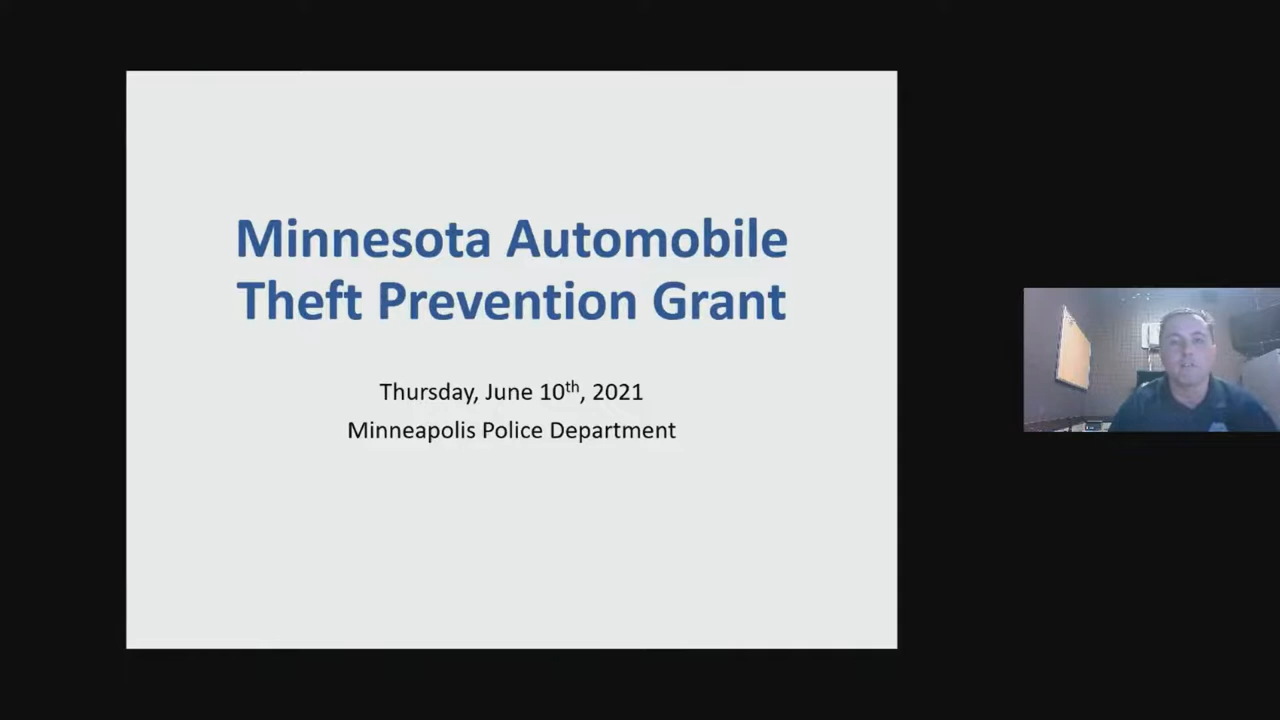 Minnesota Automobile
Theft Prevention Grant
Thursday, June 10th, 2021
Minneapolis Police Department